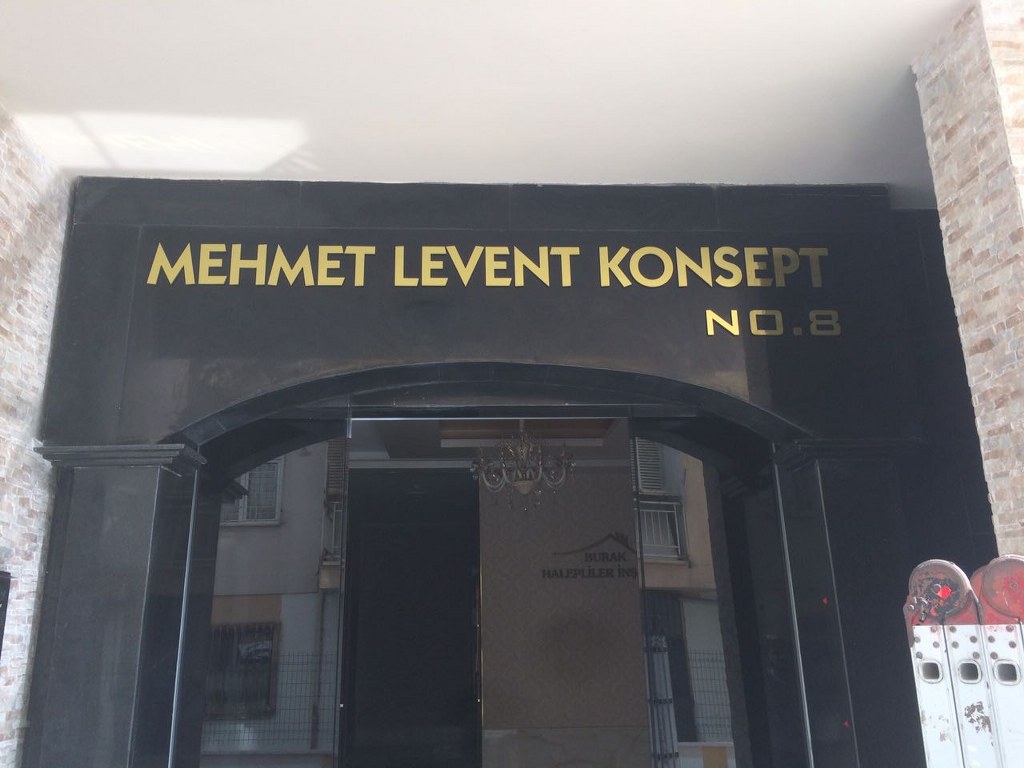 MEHMET LEVENT KONSEPT
NO.8
BURAK
HALEPLİLER İNŞ